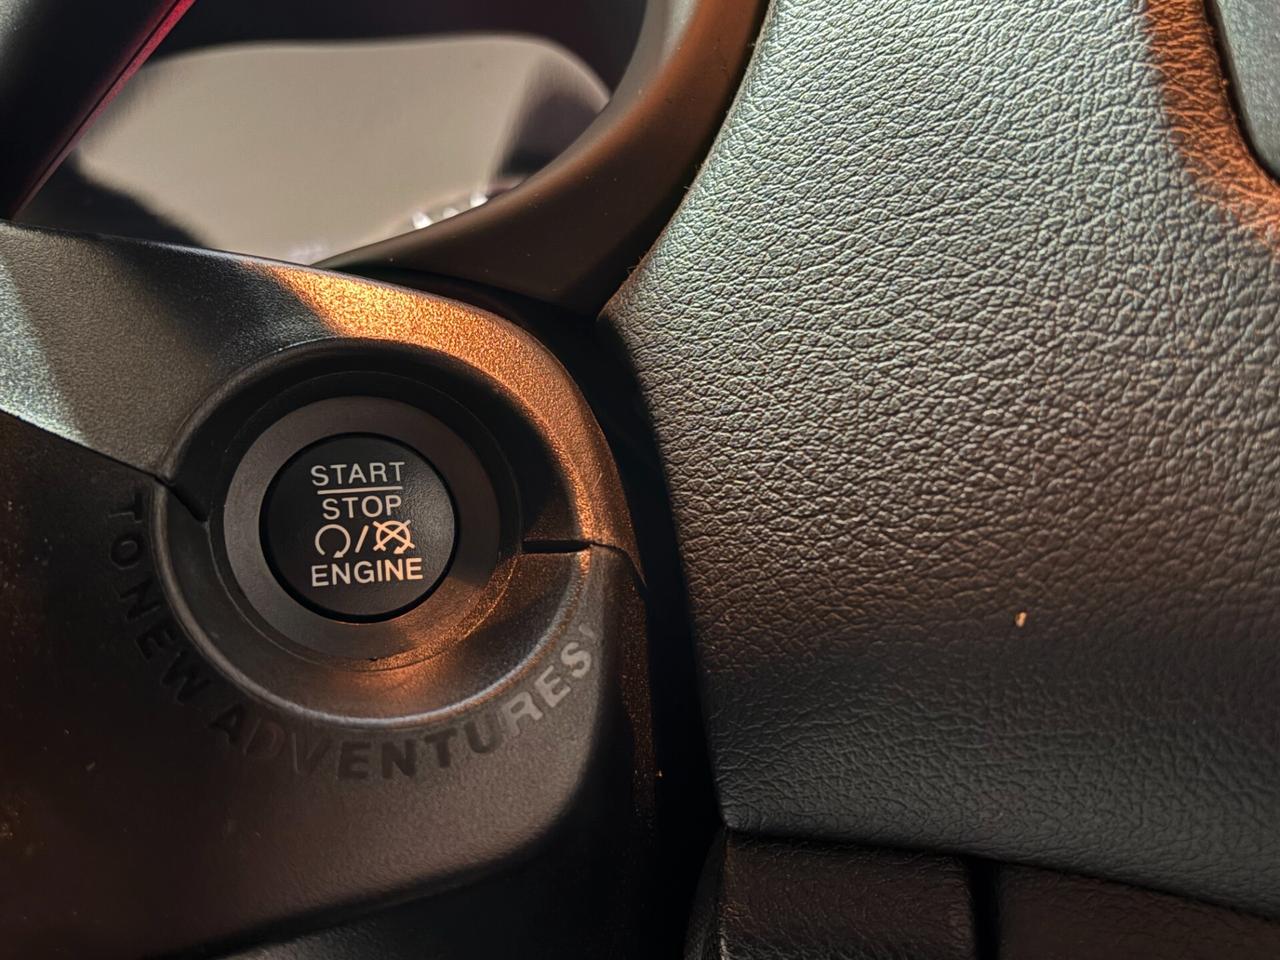 START
STOP
/
ENGINE
TO NEW ADVENTURES!